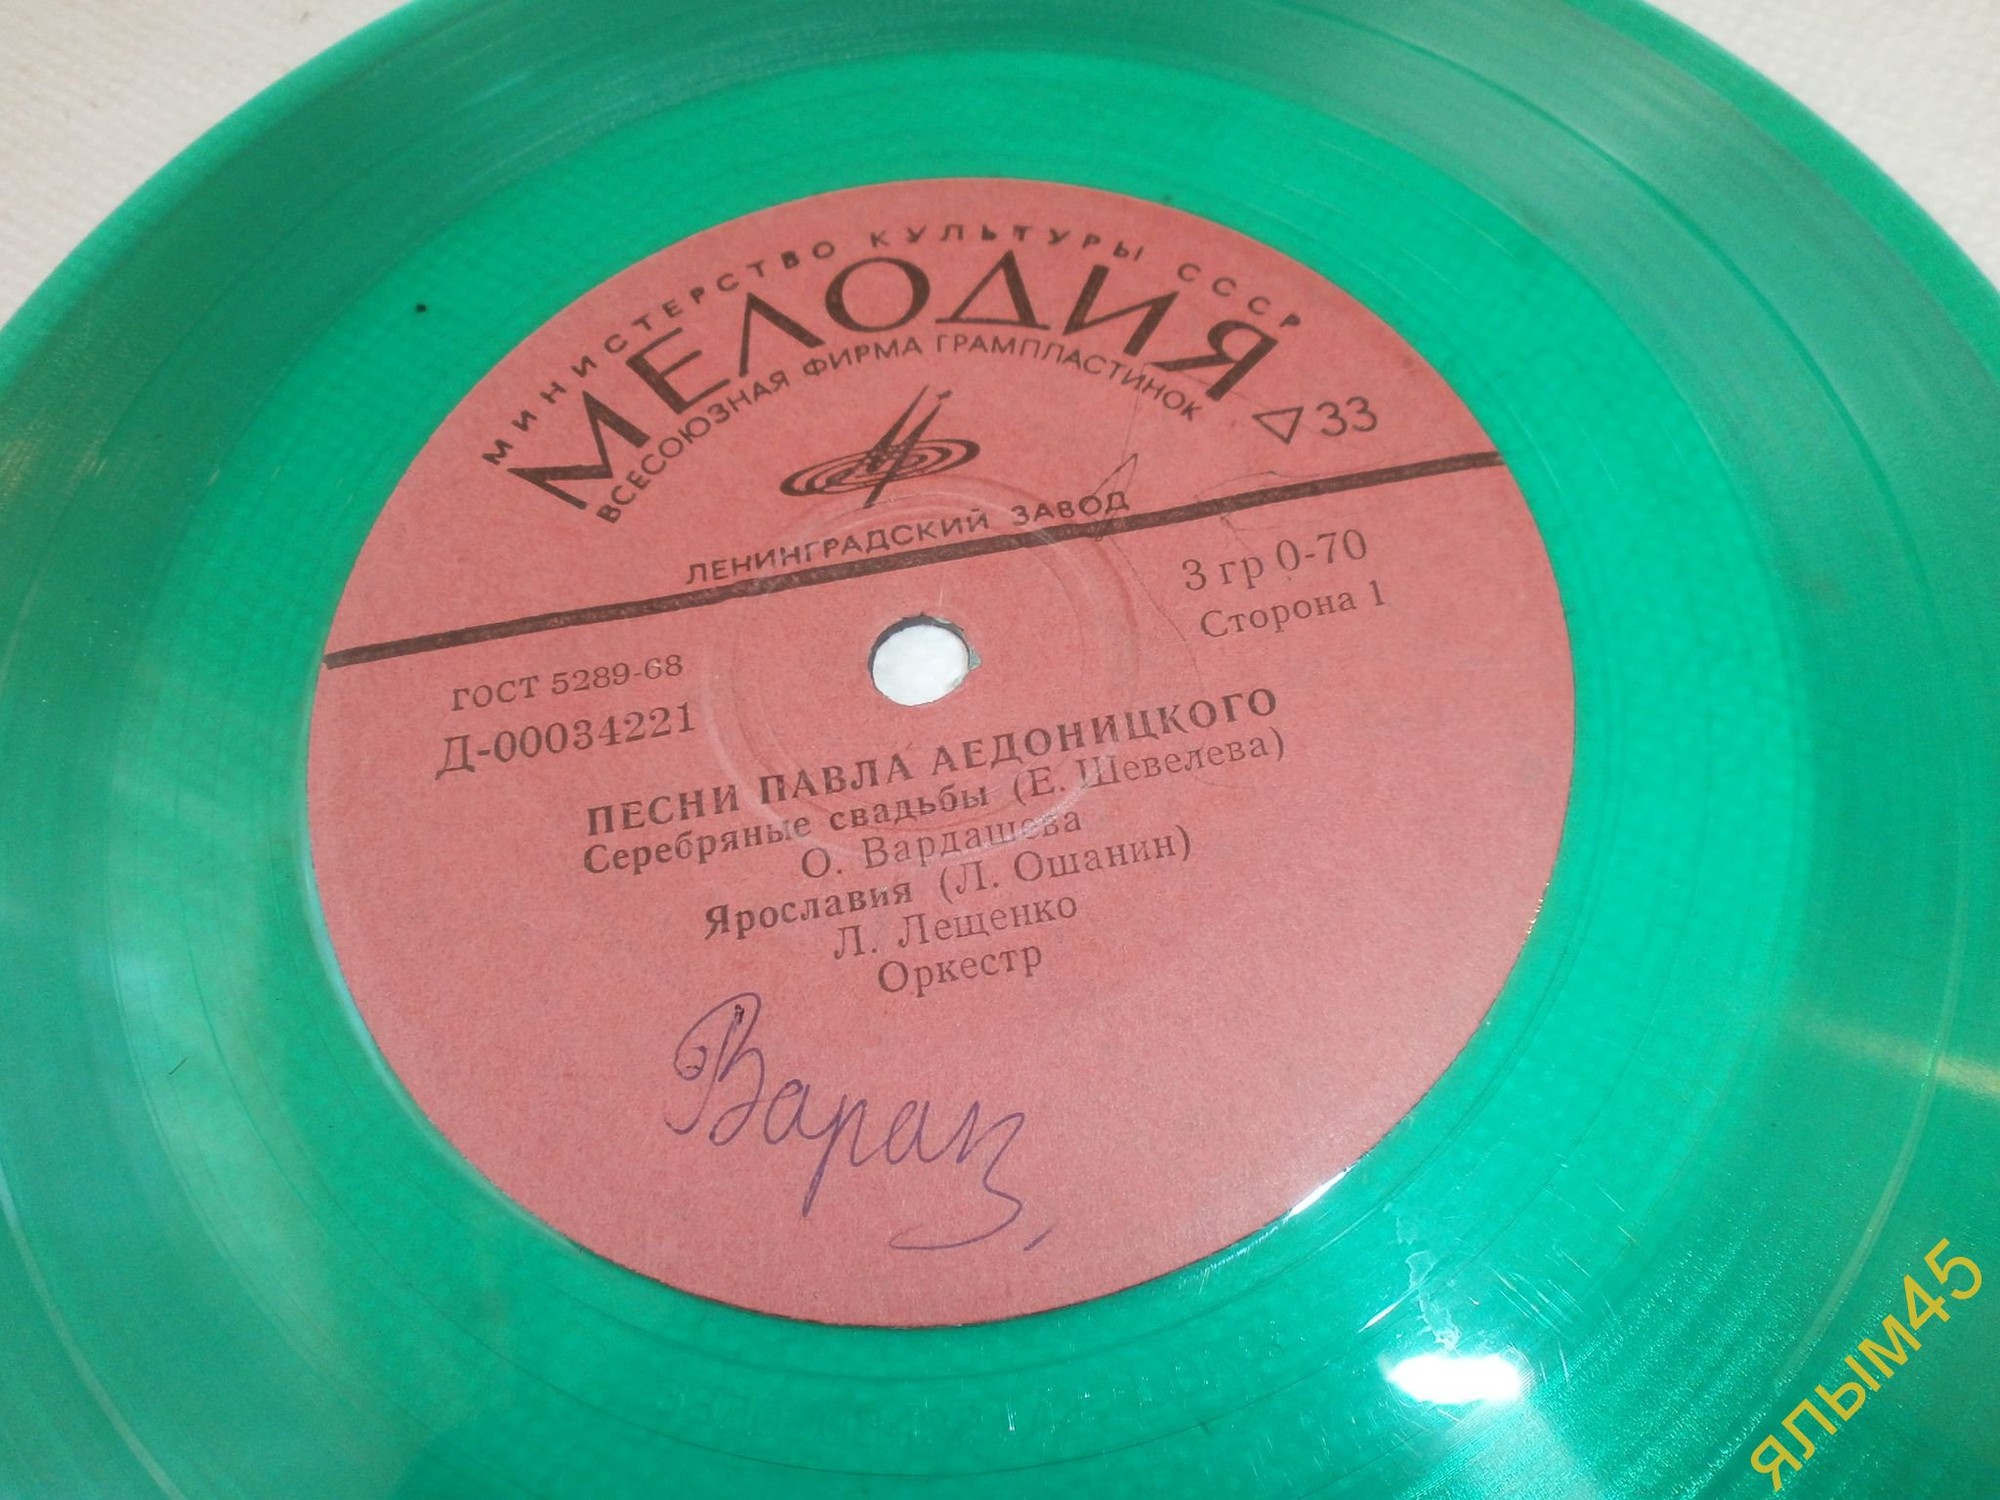 МИНИСТЕРСТВО КУЛЬТУРЫ СССР
МЕЛОДИЯ
ВСЕСОЮЗНАЯ ФИРМА ГРАМПЛАСТИНОК
33
ЛЕНИНГРАДСКИЙ ЗАВОД
3 гр 0-70
Сторона 1
ГОСТ 5289-68
Д-00034221
ПЕСНИ ПАВЛА АЕДОНИЦКОГО
Серебряные свадьбы (Е. Шевелева)
О. Вардашева
Ярославия (Л. Ошанин)
Л. Лещенко
Оркестр
ялым45